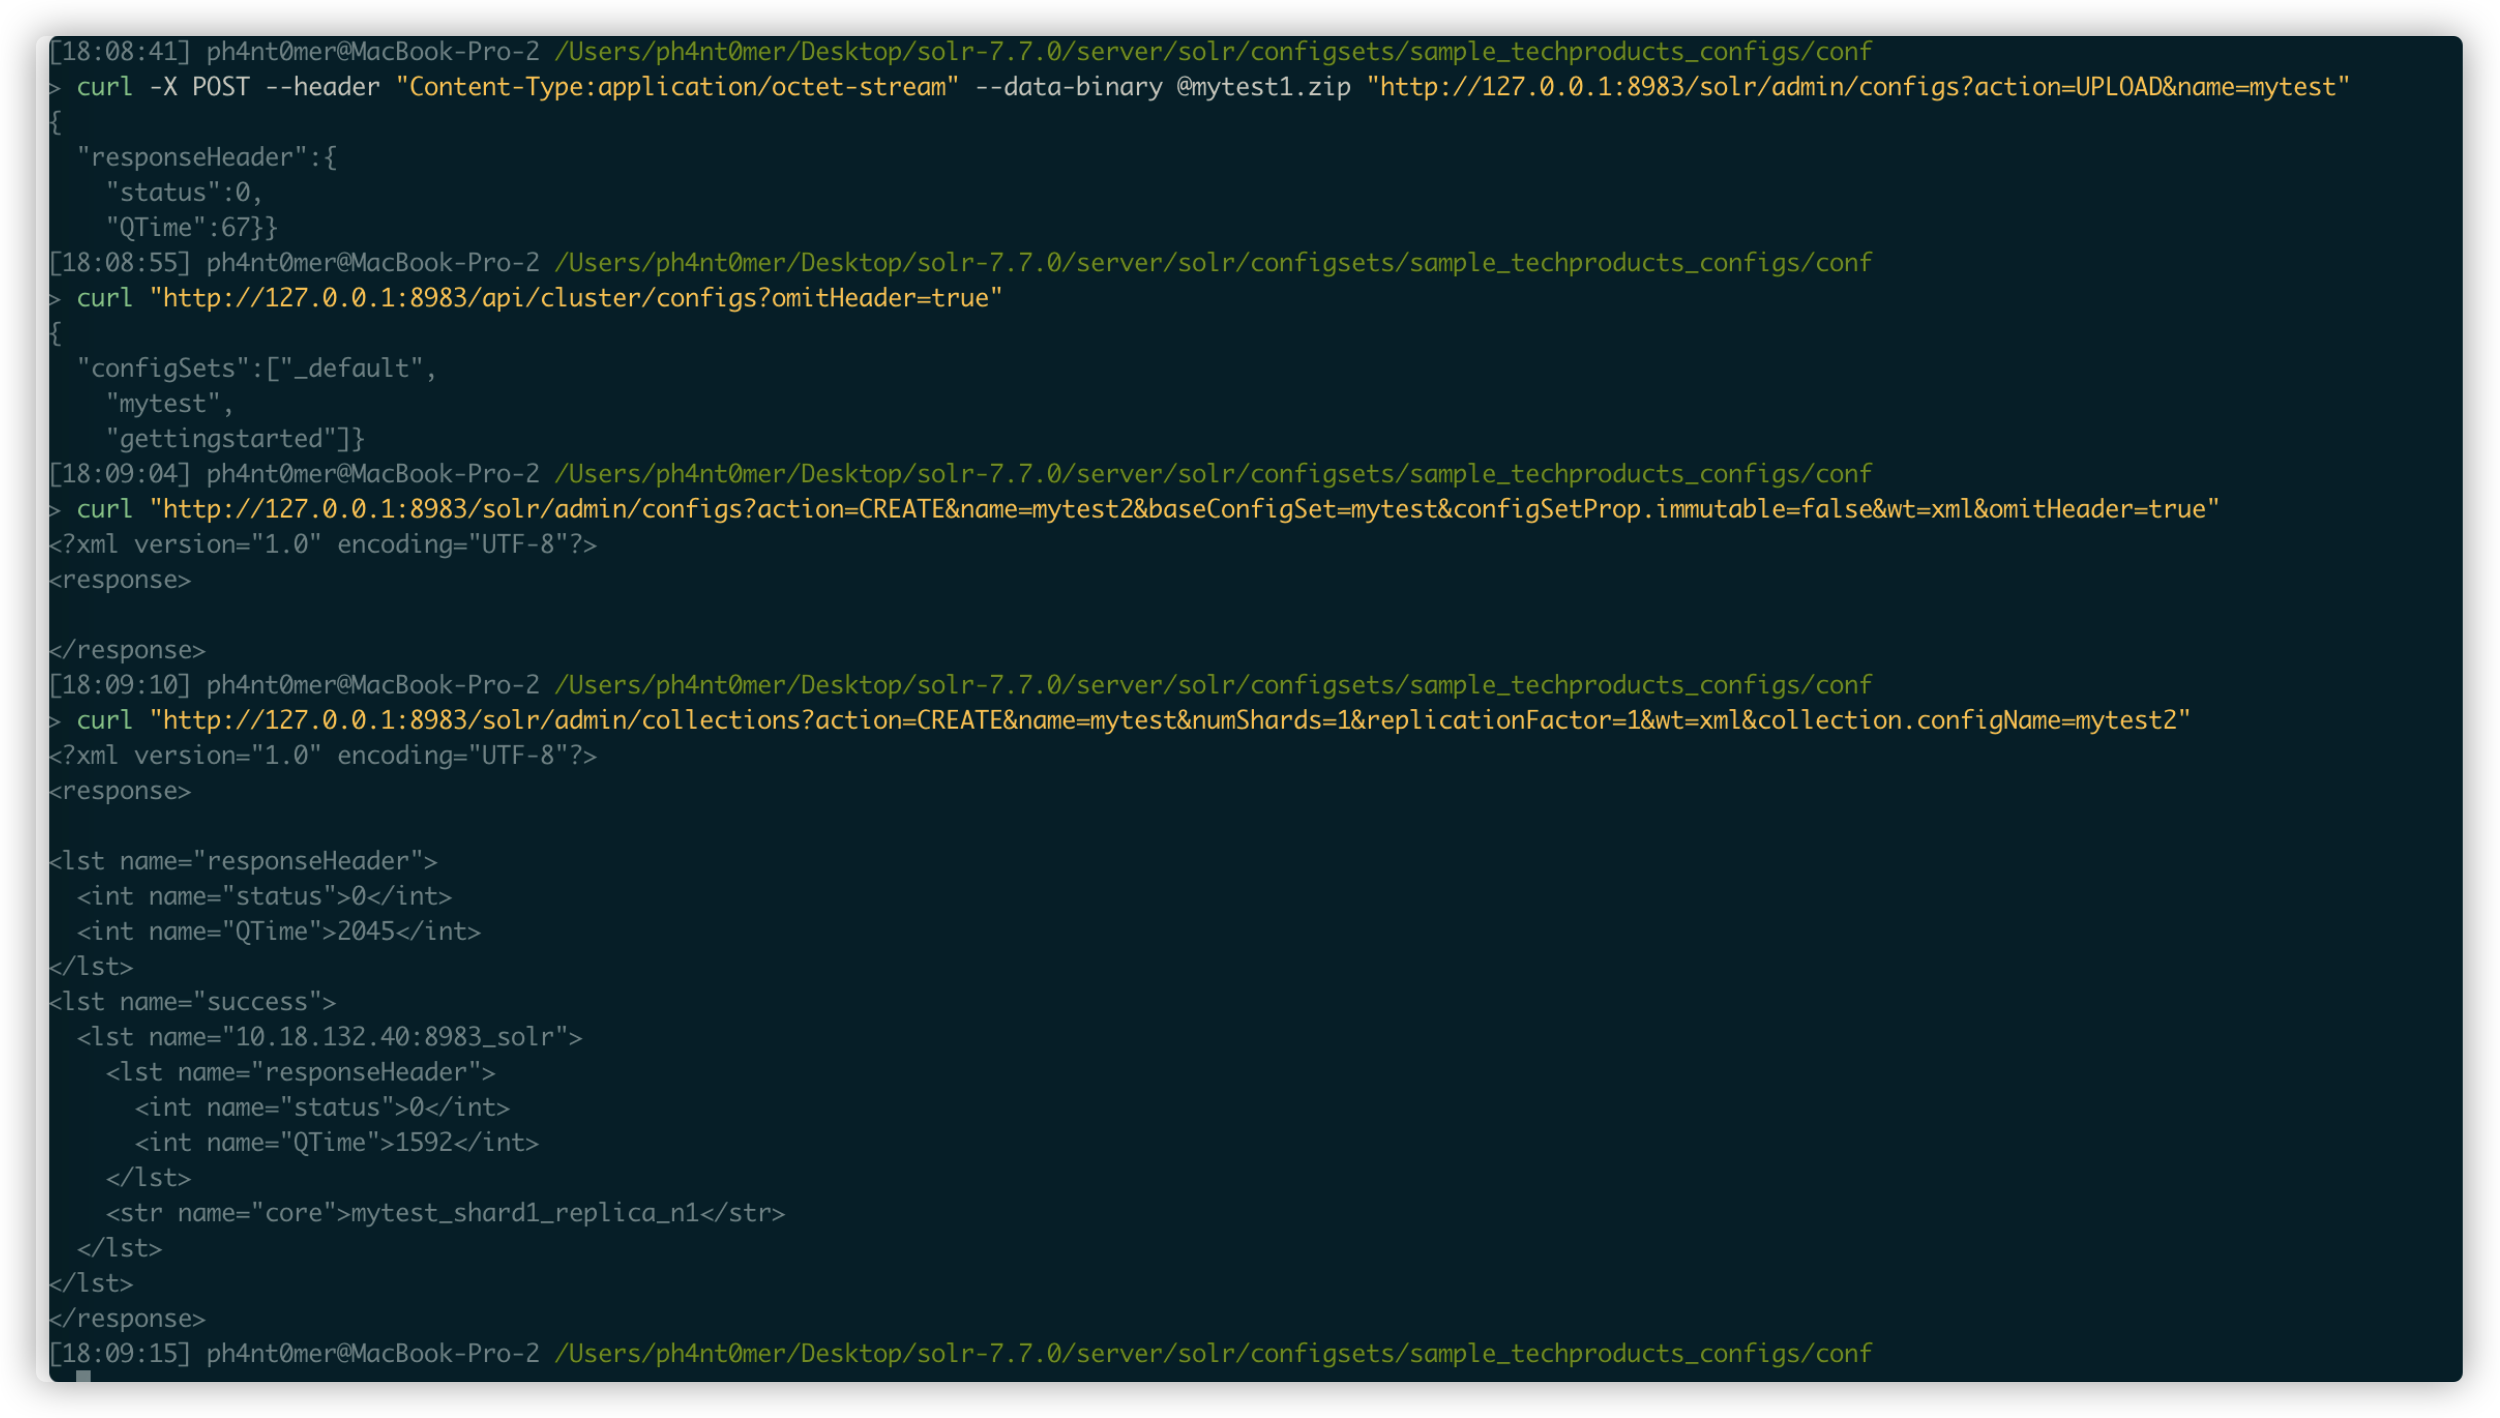 [18:08:41] ph4nt0mer@MacBook-Pro-2 /Users/ph4nt0mer/Desktop/solr-7.7.0/server/solr/configsets/sample_techproducts_configs/conf
> curl -X POST --header "Content-Type:application/octet-stream" --data-binary @mytest1.zip "http://127.0.0.1:8983/solr/admin/configs?action=UPLOAD&name=mytest"
{
  "responseHeader":{
    "status":0,
    "QTime":67}}
[18:08:55] ph4nt0mer@MacBook-Pro-2 /Users/ph4nt0mer/Desktop/solr-7.7.0/server/solr/configsets/sample_techproducts_configs/conf
> curl "http://127.0.0.1:8983/api/cluster/configs?omitHeader=true"
{
  "configSets":["_default",
    "mytest",
    "gettingstarted"]}
[18:09:04] ph4nt0mer@MacBook-Pro-2 /Users/ph4nt0mer/Desktop/solr-7.7.0/server/solr/configsets/sample_techproducts_configs/conf
> curl "http://127.0.0.1:8983/solr/admin/configs?action=CREATE&name=mytest2&baseConfigSet=mytest&configSetProp.immutable=false&wt=xml&omitHeader=true"
<?xml version="1.0" encoding="UTF-8"?>
<response>
</response>
[18:09:10] ph4nt0mer@MacBook-Pro-2 /Users/ph4nt0mer/Desktop/solr-7.7.0/server/solr/configsets/sample_techproducts_configs/conf
> curl "http://127.0.0.1:8983/solr/admin/collections?action=CREATE&name=mytest&numShards=1&replicationFactor=1&wt=xml&collection.configName=mytest2"
<?xml version="1.0" encoding="UTF-8"?>
<response>
<lst name="responseHeader">
  <int name="status">0</int>
  <int name="QTime">2045</int>
</lst>
<lst name="success">
  <lst name="10.18.132.40:8983_solr">
    <lst name="responseHeader">
      <int name="status">0</int>
      <int name="QTime">1592</int>
    </lst>
    <str name="core">mytest_shard1_replica_n1</str>
  </lst>
</lst>
</response>
[18:09:15] ph4nt0mer@MacBook-Pro-2 /Users/ph4nt0mer/Desktop/solr-7.7.0/server/solr/configsets/sample_techproducts_configs/conf